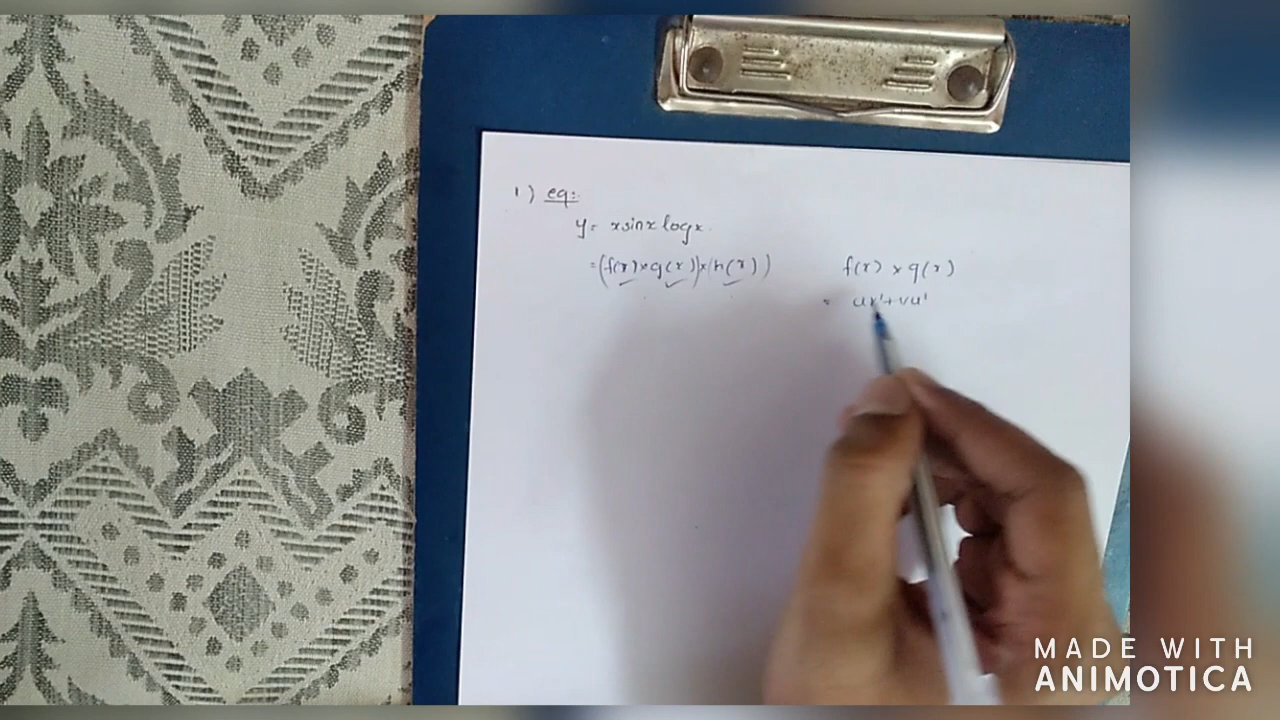 1) eg:
y= xsinx logx.
=(f(x)×g(x))×(h(x))
f(x) × g(x)
= uv'+vu'
MADE WITH
ANIMOTICA